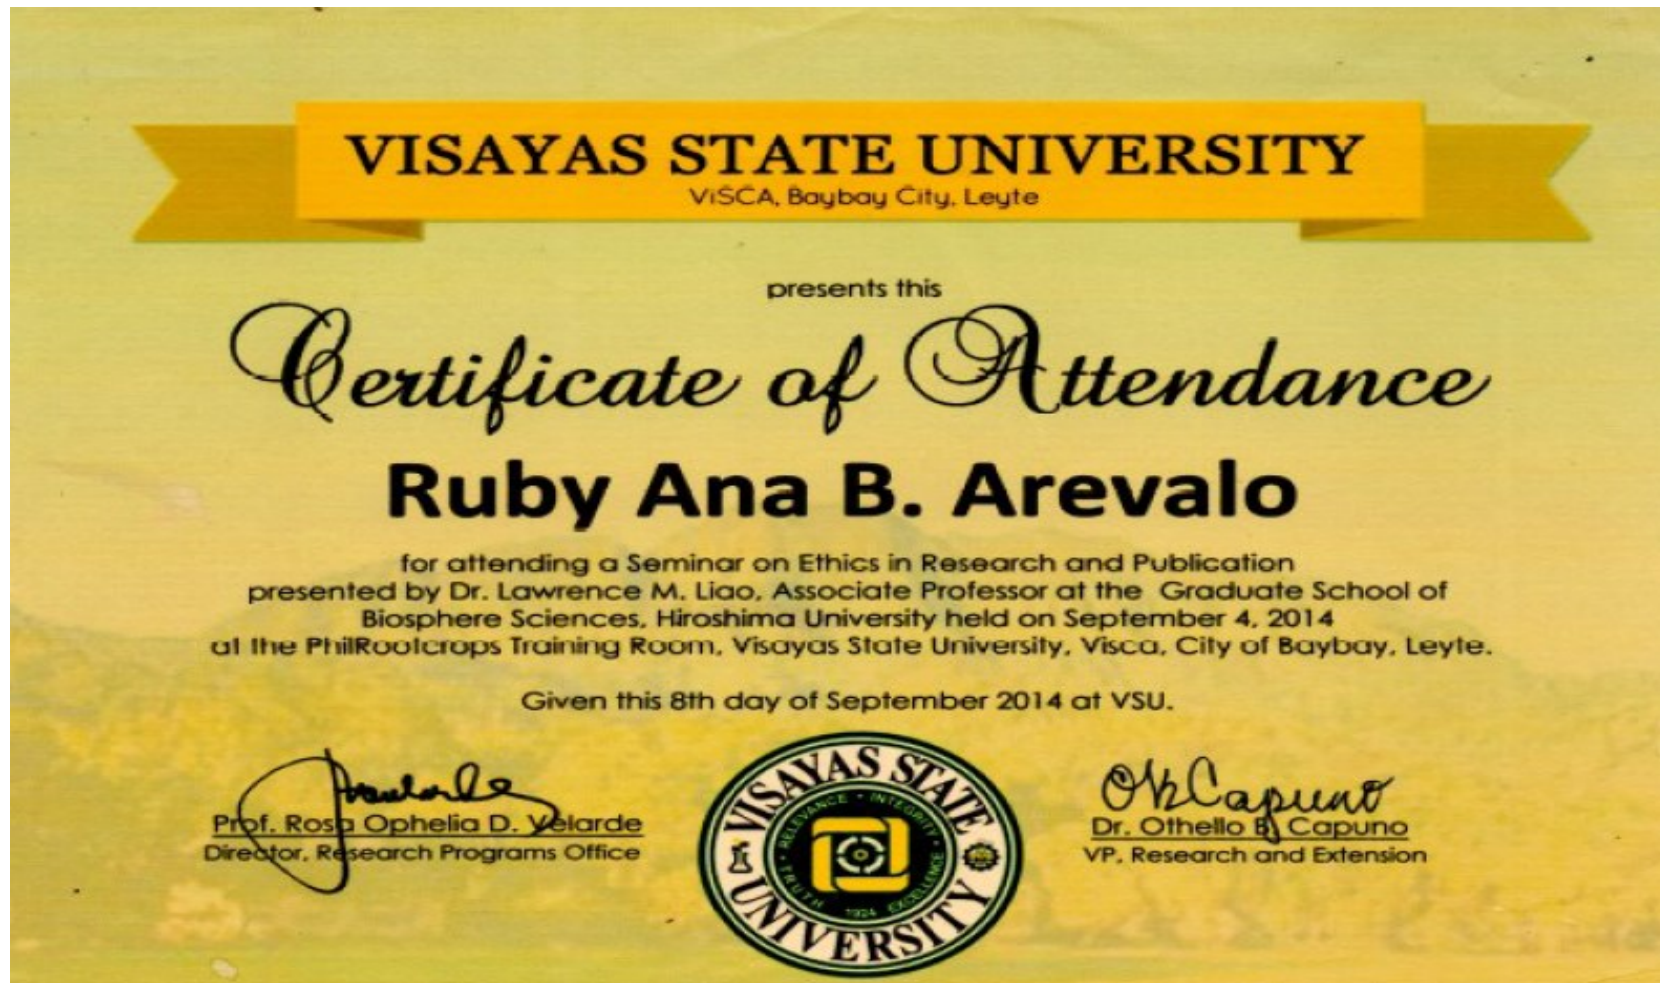 VISAYAS STATE UNIVERSITY
ViSCA, Baybay City, Leyte
presents this
Certificate of Attendance
Ruby Ana B. Arevalo
for attending a Seminar on Ethics in Research and Publication
presented by Dr. Lawrence M. Liao, Associate Professor at the Graduate School of
Biosphere Sciences, Hiroshima University held on September 4, 2014
at the PhilRootcrops Training Room, Visayas State University, Visca, City of Baybay, Leyte.
Given this 8th day of September 2014 at VSU.
Prof. Rosa Ophelia D. Velarde
Director, Research Programs Office
VISAYAS STATE UNIVERSITY
TRUTH • RELEVANCE • INTEGRITY • EXCELLENCE
1924
OBCapuno
Dr. Othello B. Capuno
VP, Research and Extension